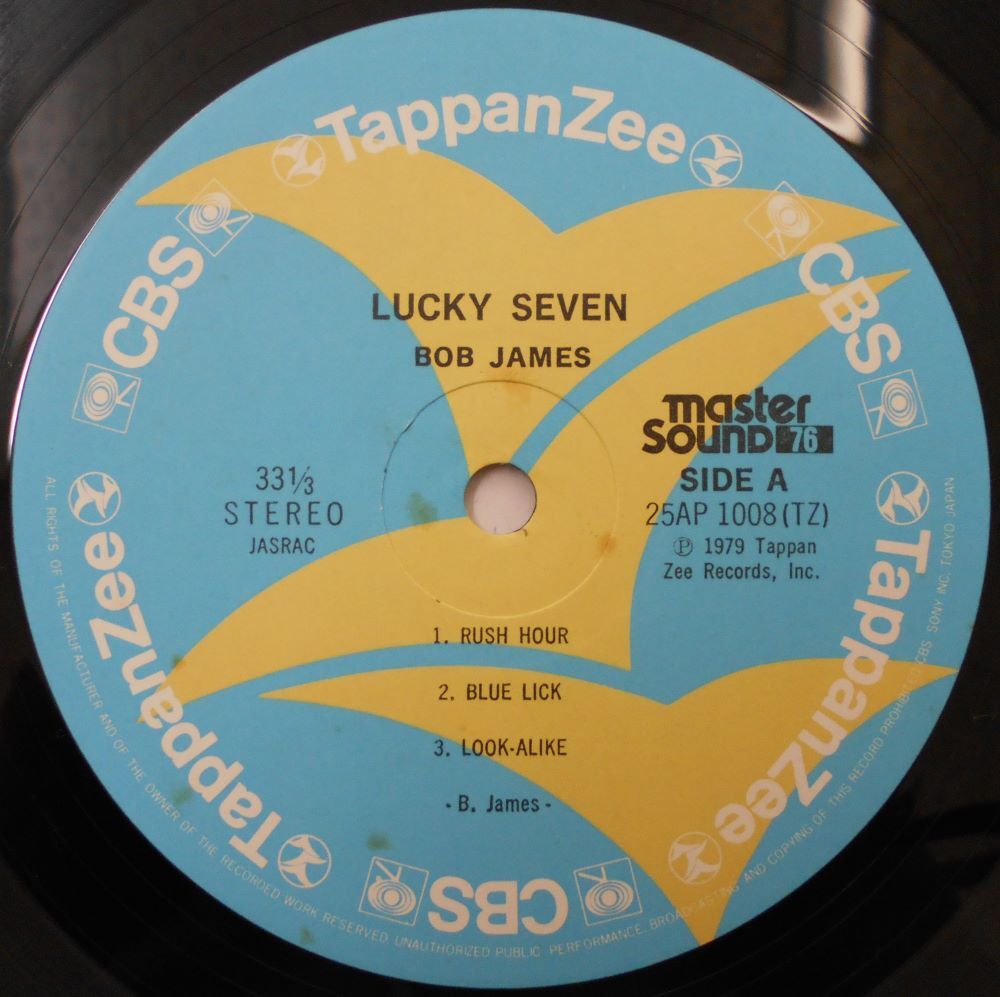 TappanZee
CBS
CBS
LUCKY SEVEN
BOB JAMES
master
Sound 76
33 1/3
STEREO
JASRAC
SIDE A
25AP 1008(TZ)
Ⓟ 1979 Tappan
Zee Records, Inc.
TappanZee
TappanZee
1. RUSH HOUR
2. BLUE LICK
3. LOOK-ALIKE
- B. James -
CBS
ALL RIGHTS OF THE MANUFACTURER AND OF THE OWNER OF THE RECORDED WORK RESERVED. UNAUTHORIZED PUBLIC PERFORMANCE, BROADCASTING AND COPYING OF THIS RECORD PROHIBITED. CBS SONY INC. TOKYO JAPAN